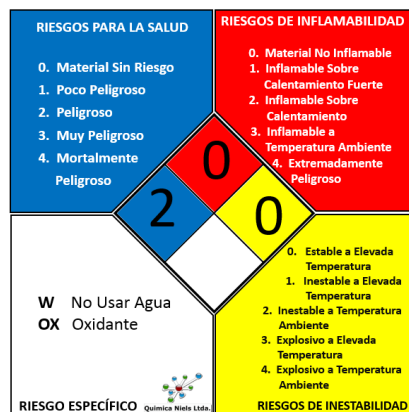 RIESGOS PARA LA SALUD
0. Material Sin Riesgo
1. Poco Peligroso
2. Peligroso
3. Muy Peligroso
4. Mortalmente
Peligroso
RIESGOS DE INFLAMABILIDAD
0. Material No Inflamable
1. Inflamable Sobre
Calentamiento Fuerte
2. Inflamable Sobre
Calentamiento
3. Inflamable a
Temperatura Ambiente
4. Extremadamente
Peligroso
0
2
0
W No Usar Agua
OX Oxidante
RIESGO ESPECÍFICO
Quimica Niels Ltda.
0. Estable a Elevada
Temperatura
1. Inestable a Elevada
Temperatura
2. Inestable a Temperatura
Ambiente
3. Explosivo a Elevada
Temperatura
4. Explosivo a Temperatura
Ambiente
RIESGOS DE INESTABILIDAD